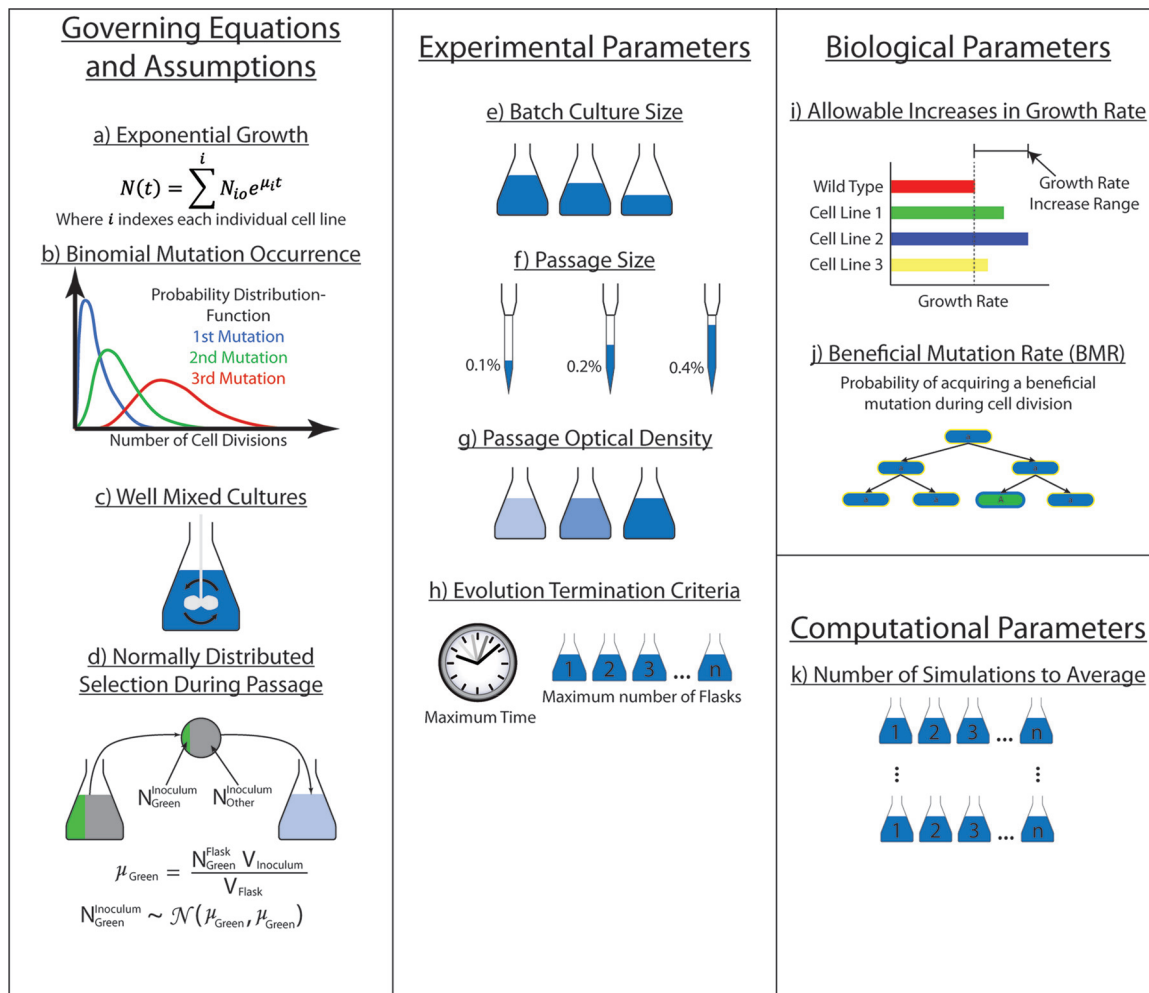 Governing Equations
and Assumptions
a) Exponential Growth
N(t) = ∑ⁱ N_io e^{μ_i t}
Where i indexes each individual cell line
b) Binomial Mutation Occurrence
Probability Distribution-
Function
1st Mutation
2nd Mutation
3rd Mutation
Number of Cell Divisions
c) Well Mixed Cultures
d) Normally Distributed
Selection During Passage
N_Green^Inoculum
N_Other^Inoculum
μ_Green = N_Green^Flask V_Inoculum / V_Flask
N_Green^Inoculum ~ 𝒩(μ_Green, μ_Green)
Experimental Parameters
e) Batch Culture Size
f) Passage Size
0.1%
0.2%
0.4%
g) Passage Optical Density
h) Evolution Termination Criteria
1 2 3 ... n
Maximum Time
Maximum number of Flasks
Biological Parameters
i) Allowable Increases in Growth Rate
Wild Type
Cell Line 1
Cell Line 2
Cell Line 3
Growth Rate
Increase Range
Growth Rate
j) Beneficial Mutation Rate (BMR)
Probability of acquiring a beneficial
mutation during cell division
A
Computational Parameters
k) Number of Simulations to Average
1 2 3 ... n
1 2 3 ... n